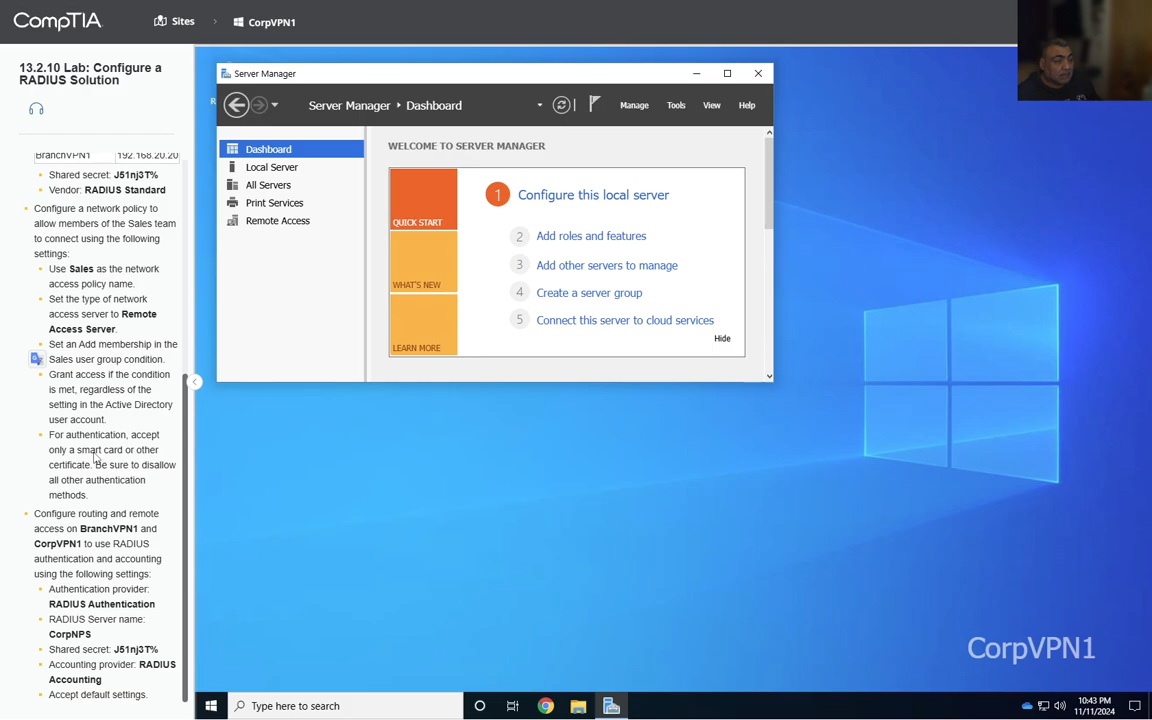 CompTIA.
Sites
CorpVPN1
13.2.10 Lab: Configure a
RADIUS Solution
BranchVPN1 192.168.20.20
Shared secret: J51nj3T%
Vendor: RADIUS Standard
Configure a network policy to
allow members of the Sales team
to connect using the following
settings:
Use Sales as the network
access policy name.
Set the type of network
access server to Remote
Access Server.
Set an Add membership in the
Sales user group condition.
Grant access if the condition
is met, regardless of the
setting in the Active Directory
user account.
For authentication, accept
only a smart card or other
certificate. Be sure to disallow
all other authentication
methods.
Configure routing and remote
access on BranchVPN1 and
CorpVPN1 to use RADIUS
authentication and accounting
using the following settings:
Authentication provider:
RADIUS Authentication
RADIUS Server name:
CorpNPS
Shared secret: J51nj3T%
Accounting provider: RADIUS
Accounting
Accept default settings.
Server Manager
Server Manager Dashboard
Manage Tools View Help
Dashboard
Local Server
All Servers
Print Services
Remote Access
WELCOME TO SERVER MANAGER
QUICK START
WHAT'S NEW
LEARN MORE
1 Configure this local server
2 Add roles and features
3 Add other servers to manage
4 Create a server group
5 Connect this server to cloud services
Hide
CorpVPN1
Type here to search
10:43 PM
11/11/2024